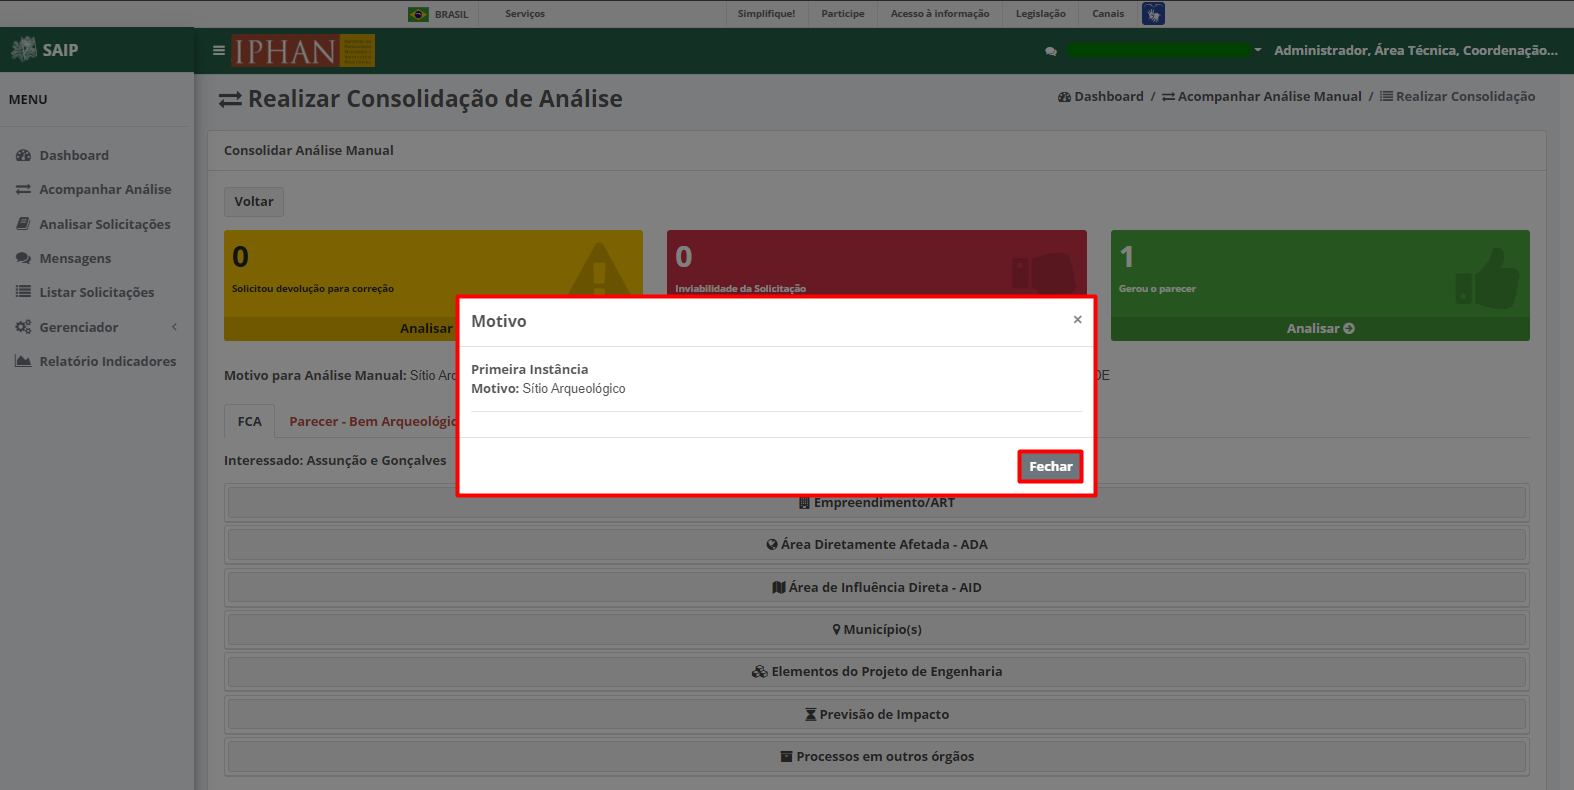 BRASIL
Serviços
Simplifique!
Participe
Acesso à informação
Legislação
Canais
SAIP
IPHAN
Administrador, Área Técnica, Coordenação...
MENU
Dashboard
Acompanhar Análise
Analisar Solicitações
Mensagens
Listar Solicitações
Gerenciador
Relatório Indicadores
Realizar Consolidação de Análise
Dashboard / Acompanhar Análise Manual / Realizar Consolidação
Consolidar Análise Manual
Voltar
0
Solicitou devolução para correção
Analisar
0
Inviabilidade da Solicitação
1
Gerou o parecer
Analisar
Motivo para Análise Manual: Sítio Arq
DE
FCA
Parecer - Bem Arqueológic
Interessado: Assunção e Gonçalves
Motivo
×
Primeira Instância
Motivo: Sítio Arqueológico
Fechar
Empreendimento/ART
Área Diretamente Afetada - ADA
Área de Influência Direta - AID
Município(s)
Elementos do Projeto de Engenharia
Previsão de Impacto
Processos em outros órgãos